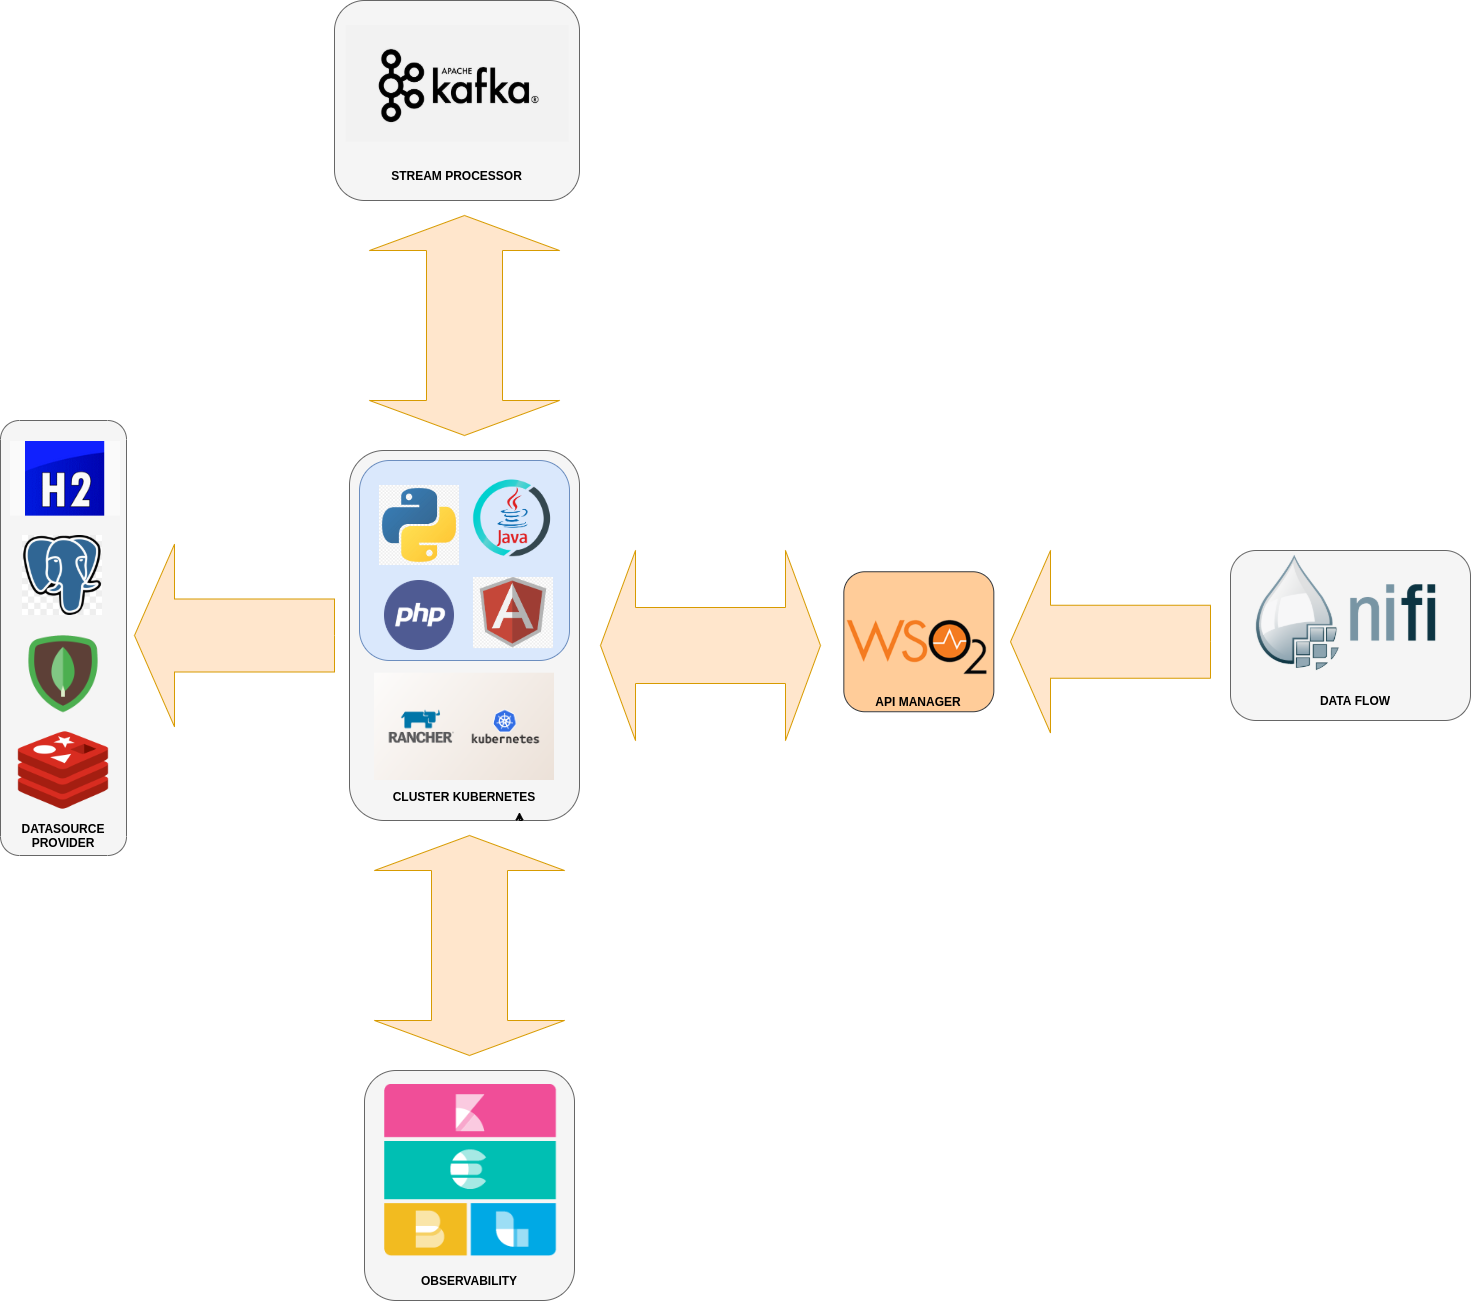 APACHE
kafka®
STREAM PROCESSOR
H2
DATASOURCE
PROVIDER
Java
php
A
RANCHER
kubernetes
CLUSTER KUBERNETES
WSO2
API MANAGER
nifi
DATA FLOW
OBSERVABILITY